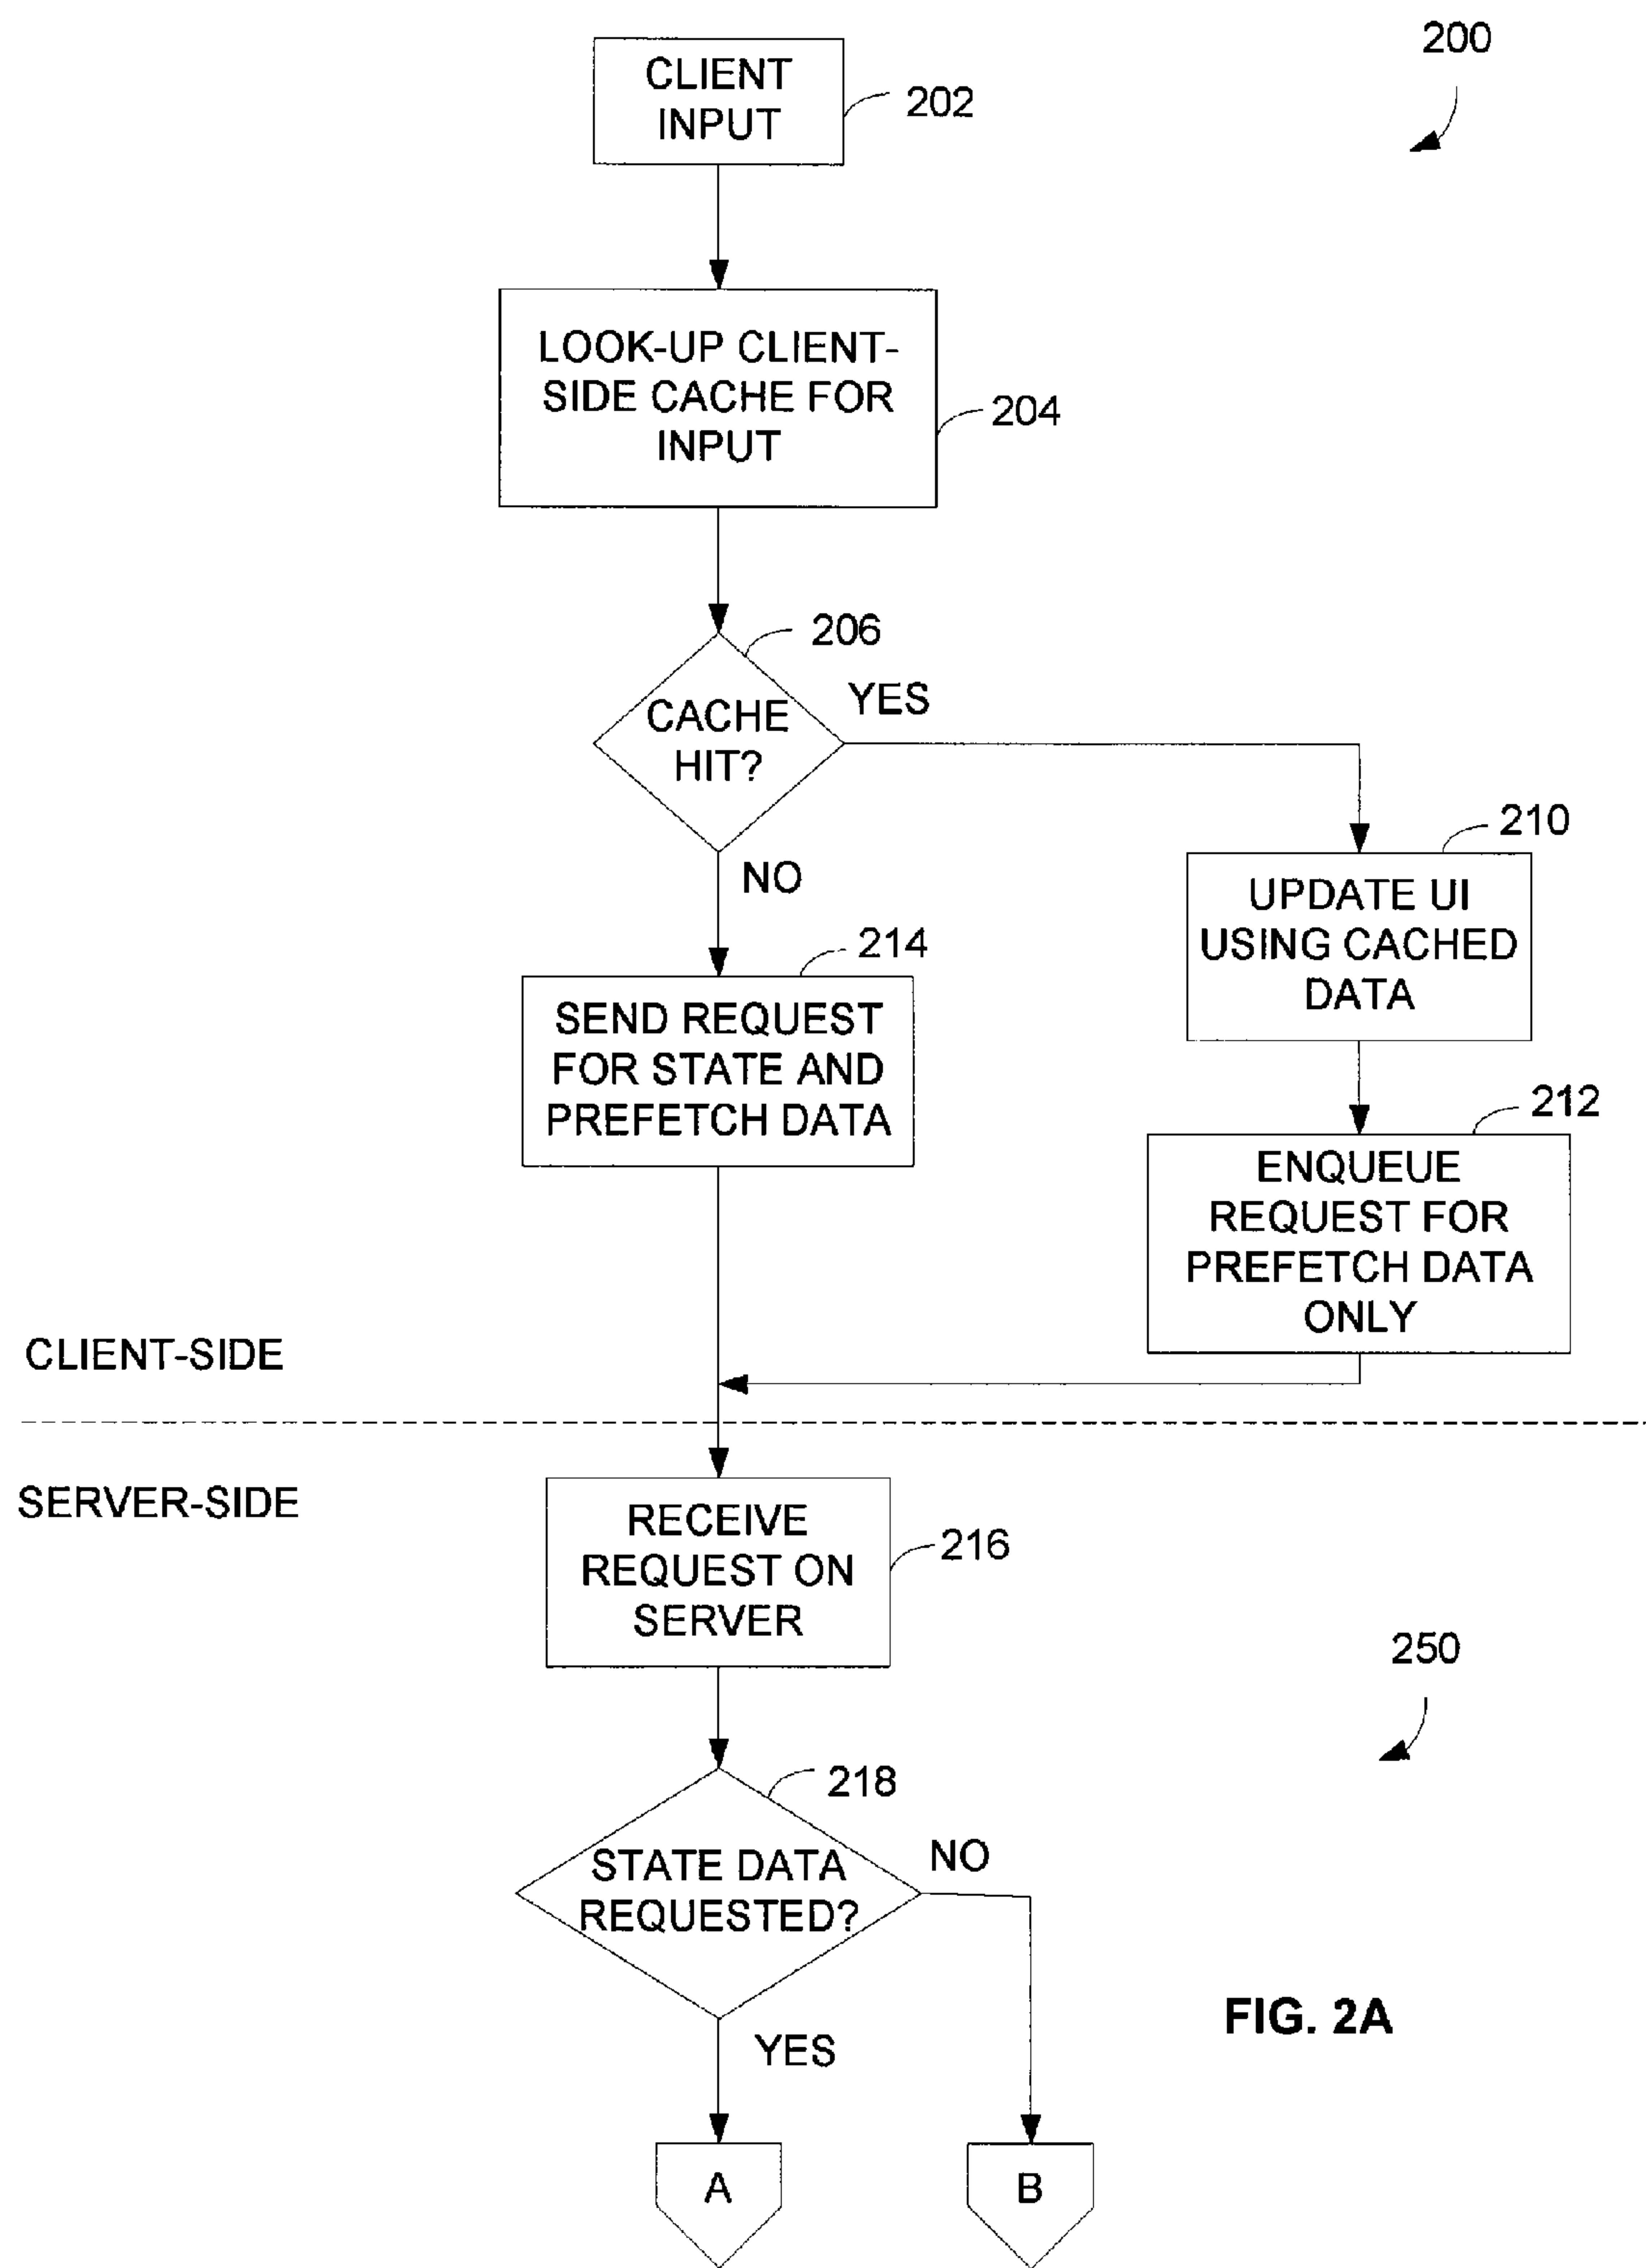 200
CLIENT
INPUT
202
LOOK-UP CLIENT-
SIDE CACHE FOR
INPUT
204
206
CACHE
HIT?
YES
NO
210
UPDATE UI
USING CACHED
DATA
214
SEND REQUEST
FOR STATE AND
PREFETCH DATA
212
ENQUEUE
REQUEST FOR
PREFETCH DATA
ONLY
CLIENT-SIDE
SERVER-SIDE
RECEIVE
REQUEST ON
SERVER
216
250
218
STATE DATA
REQUESTED?
NO
YES
FIG. 2A
A
B